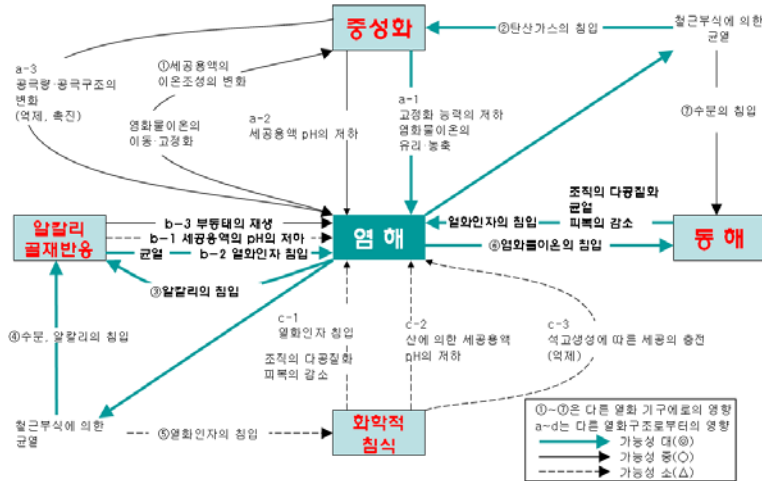 중성화
②탄산가스의 침입
철근부식에 의한
균열
a-3
공극량·공극구조의
변화
(억제, 촉진)
①세공용액의
이온조성의 변화
염화물이온의
이동·고정화
a-2
세공용액 pH의 저하
a-1
고정화 능력의 저하
염화물이온의
유리·농축
⑦수분의 침입
알칼리
골재반응
b-3 부동태의 재생
b-1 세공용액의 pH의 저하
균열
b-2 열화인자 침입
③알칼리의 침입
염 해
열화인자의 침입
조직의 다공질화
균열
피복의 감소
⑥염화물이온의 침입
동 해
④수분, 알칼리의 침입
c-1
열화인자 침입
조직의 다공질화
피복의 감소
c-2
산에 의한 세공용액
pH의 저하
c-3
석고생성에 따른 세공의 충전
(억제)
철근부식에 의한
균열
⑤열화인자의 침입
화학적
침식
①~⑦은 다른 열화 기구에로의 영향
a~d는 다른 열화구조로부터의 영향
가능성 대(◎)
가능성 중(○)
가능성 소(△)